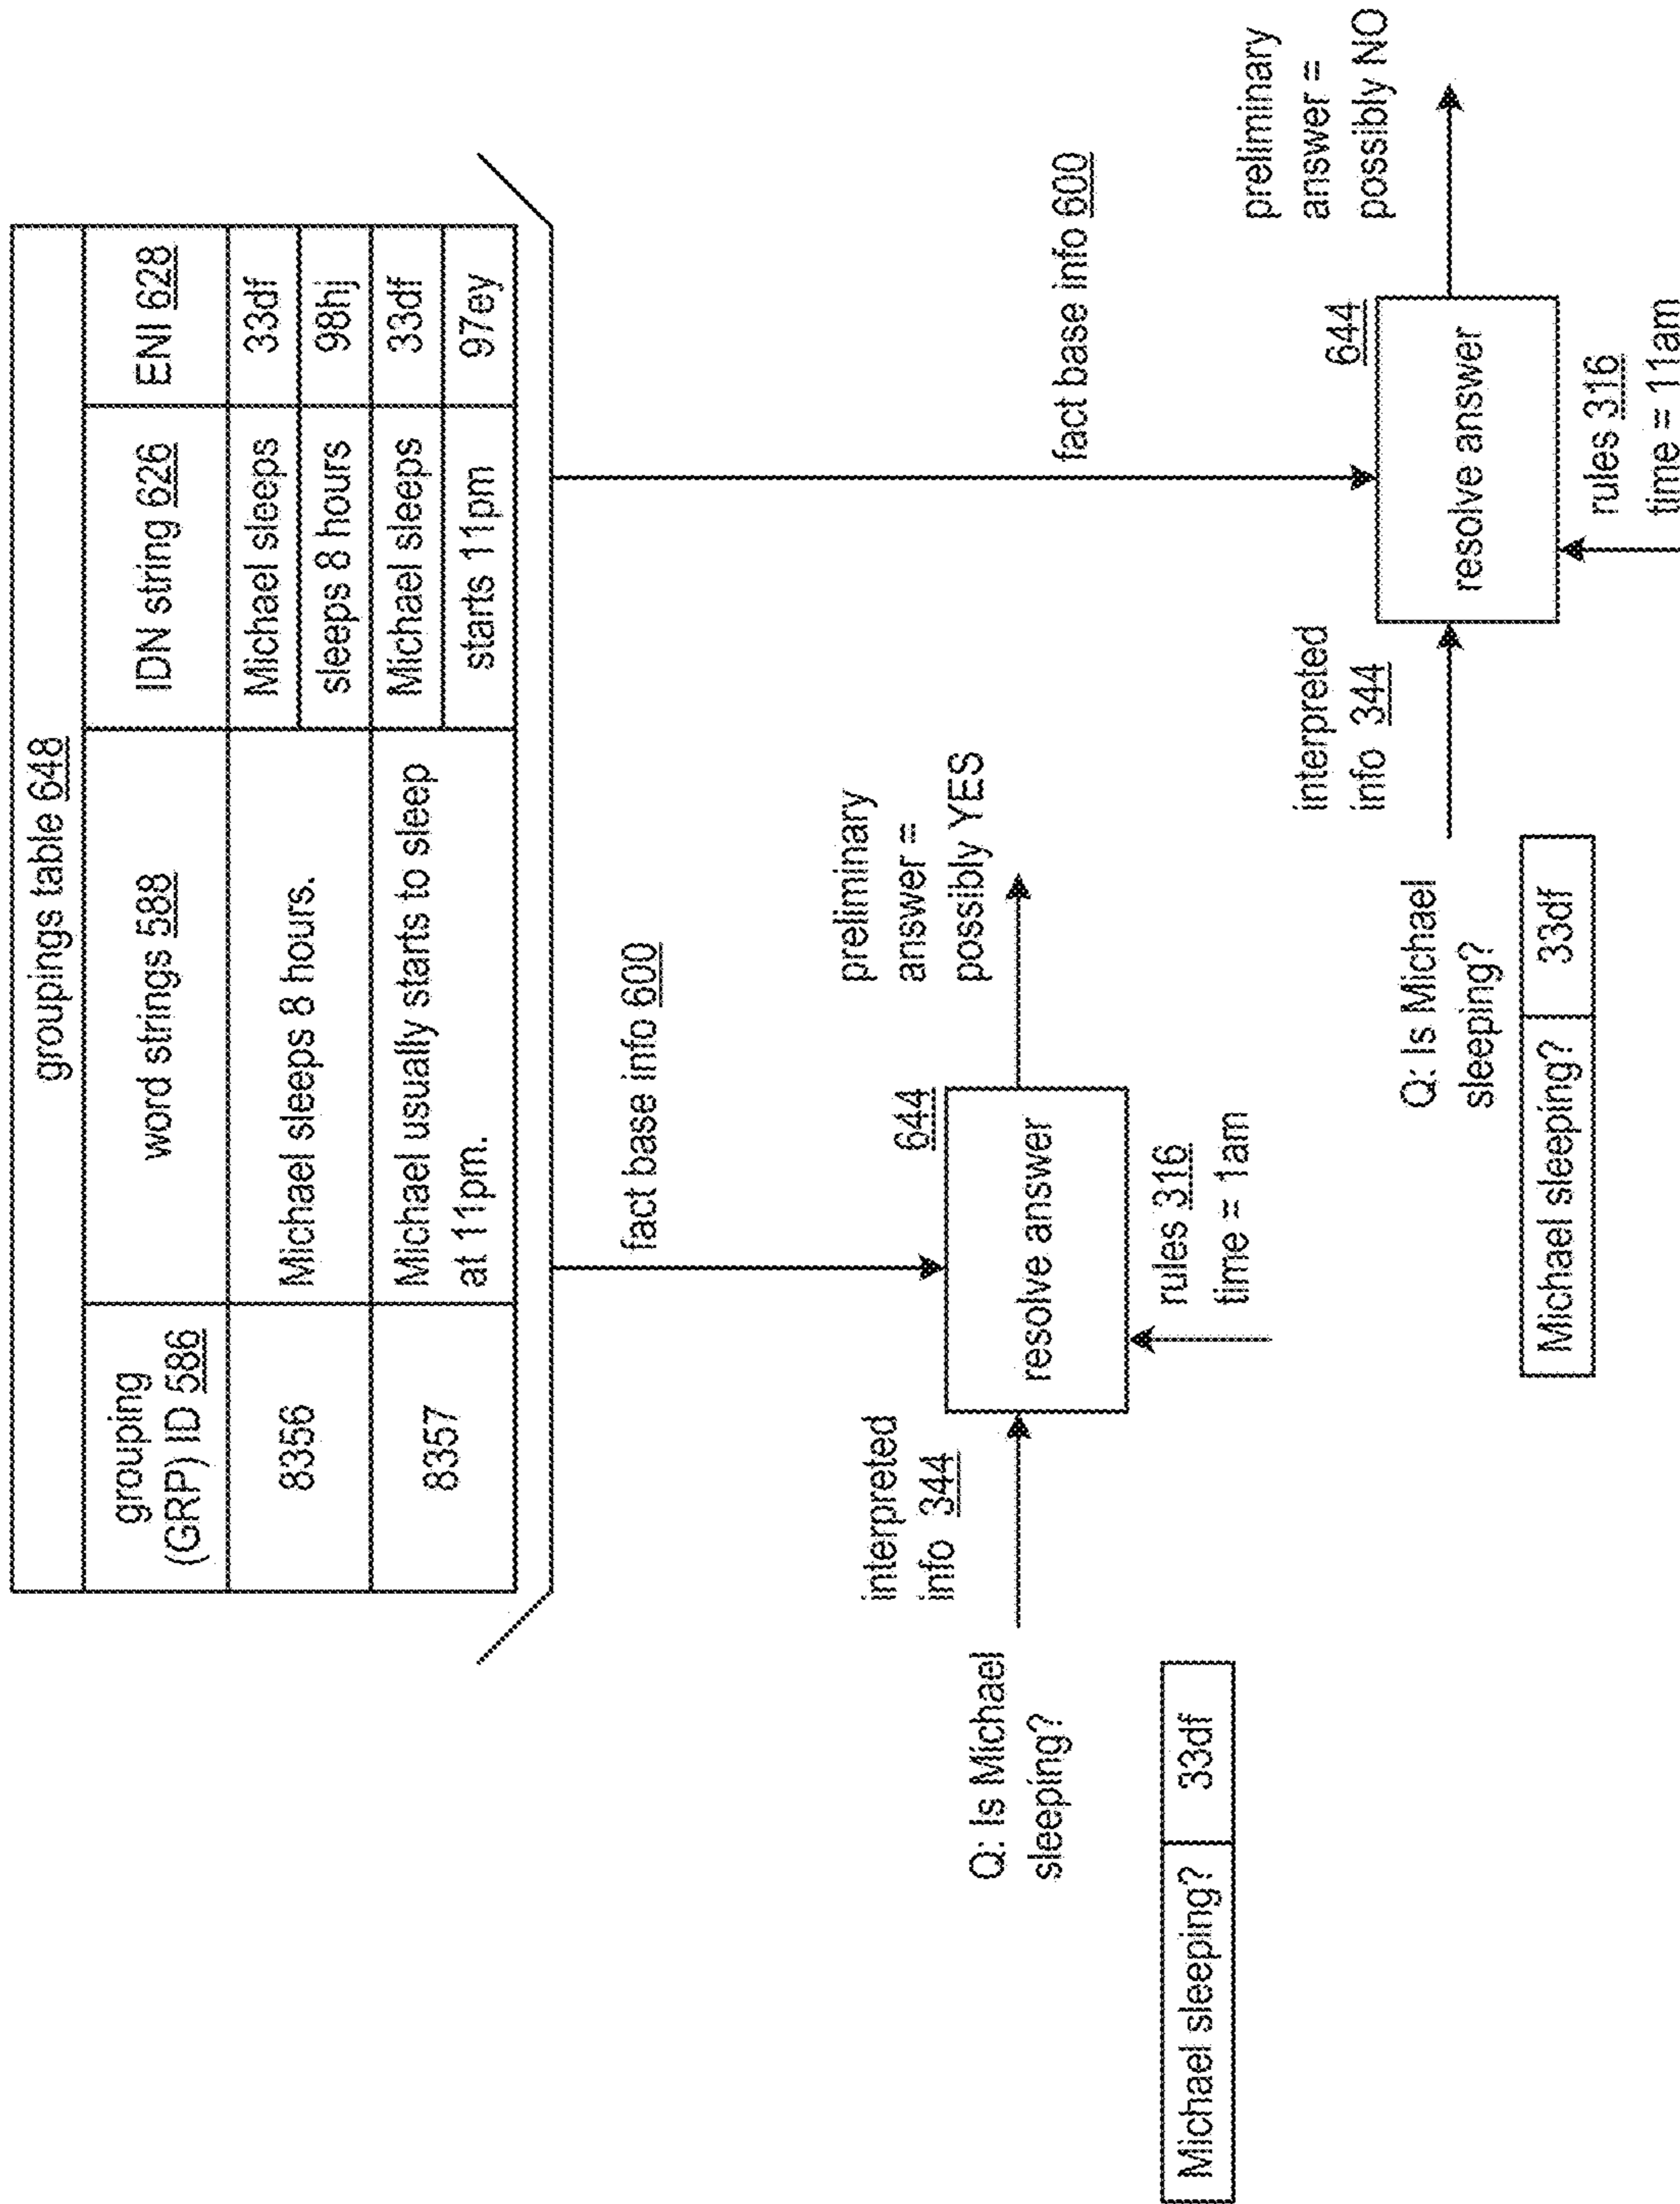 groupings table 648
grouping
(GRP) ID 586
word strings 588
IDN string 626
ENI 628
8356
Michael sleeps 8 hours.
Michael sleeps
33df
sleeps 8 hours
98hj
8357
Michael usually starts to sleep
at 11pm.
Michael sleeps
33df
starts 11pm
97ey
fact base info 600
interpreted
info 344
644
preliminary
answer =
possibly YES
Q: Is Michael
sleeping?
resolve answer
Michael sleeping?
33df
rules 316
time = 1am
fact base info 600
interpreted
info 344
644
preliminary
answer =
possibly NO
Q: Is Michael
sleeping?
resolve answer
Michael sleeping?
33df
rules 316
time = 11am